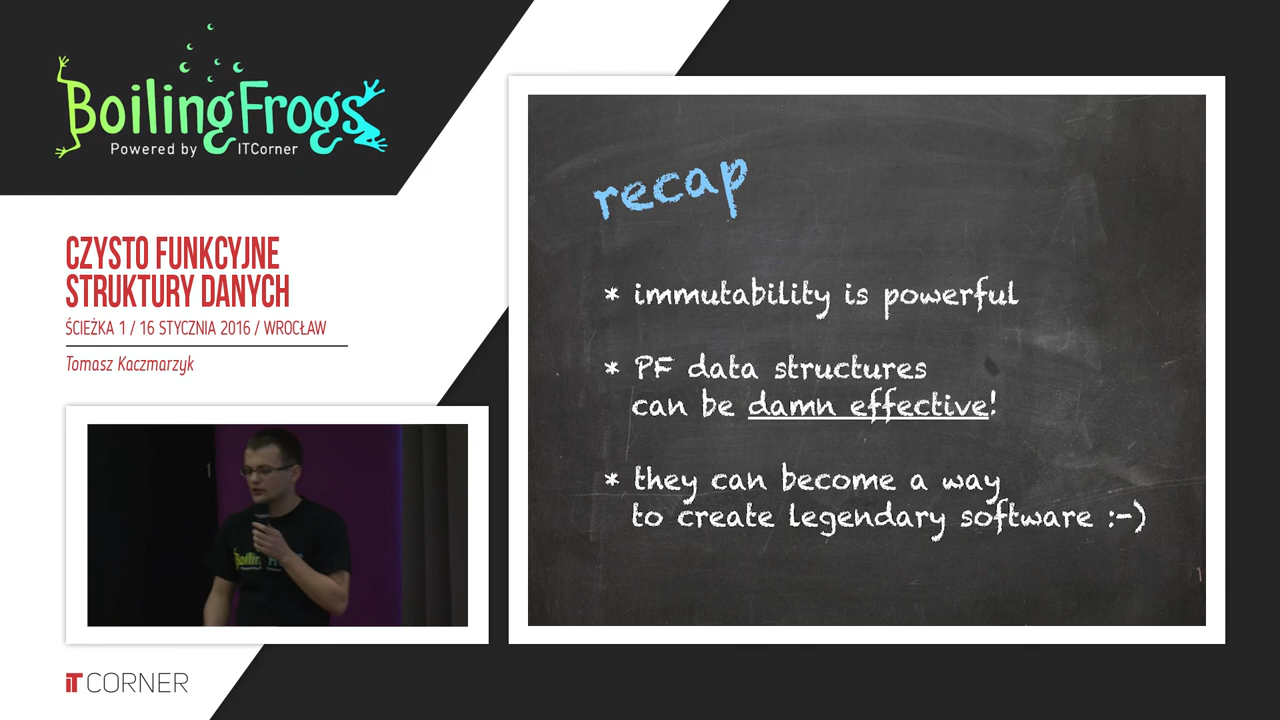 BoilingFrogs
Powered by ITCorner
CZYSTO FUNKCYJNE
STRUKTURY DANYCH
ŚCIEŻKA 1 / 16 STYCZNIA 2016 / WROCŁAW
Tomasz Kaczmarzyk
iT CORNER
recap
* immutability is powerful
* PF data structures
can be damn effective!
* they can become a way
to create legendary software :-)